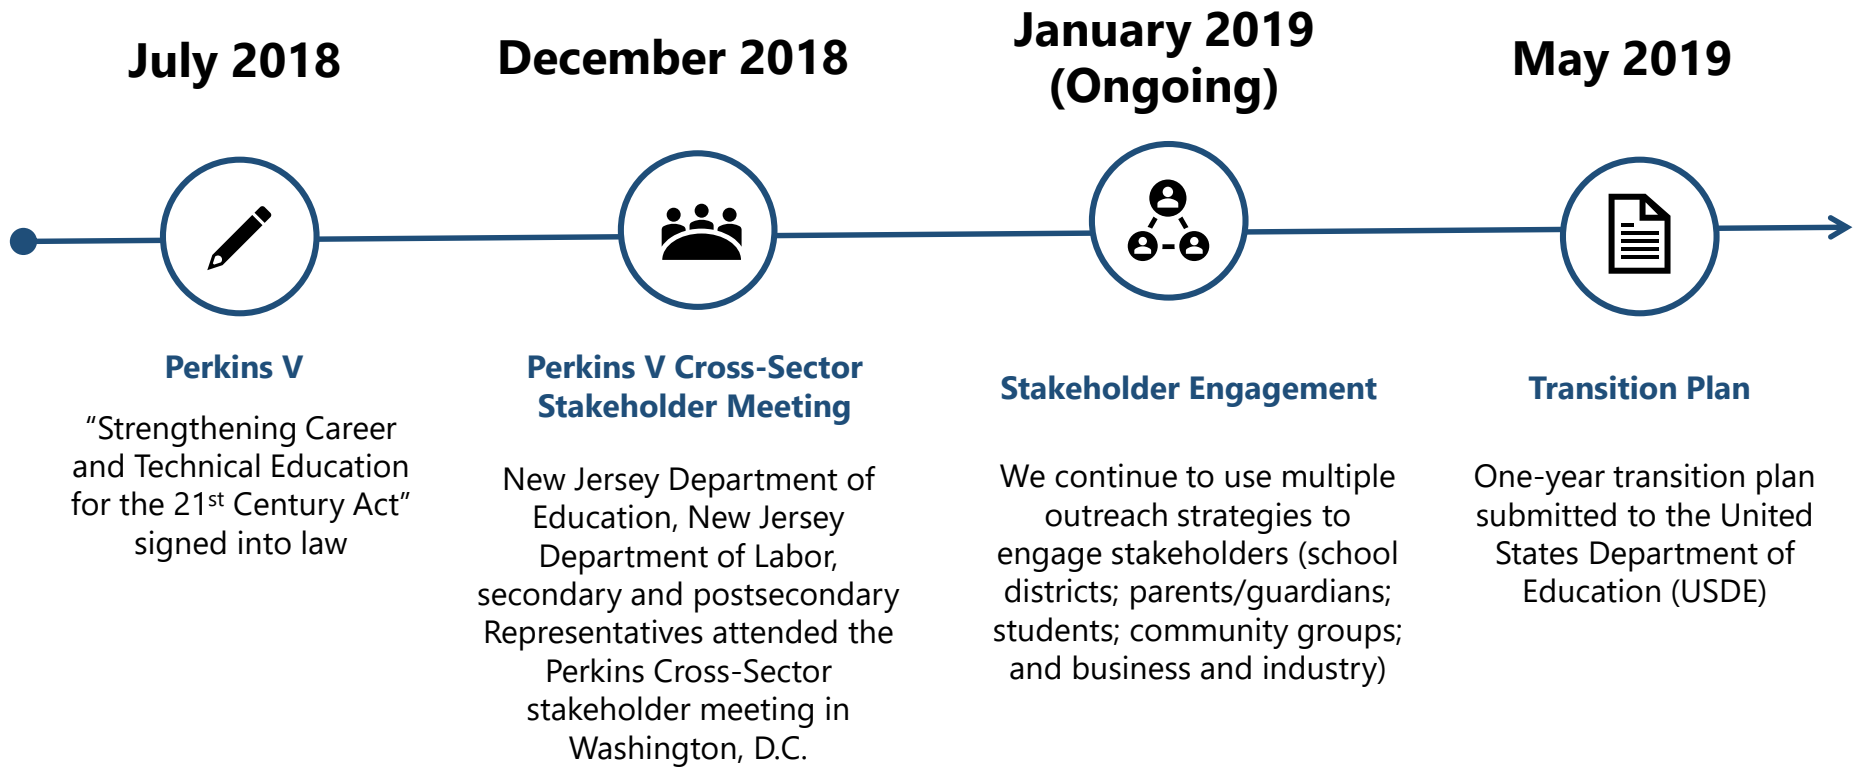 July 2018
Perkins V
“Strengthening Career
and Technical Education
for the 21st Century Act”
signed into law
December 2018
Perkins V Cross-Sector
Stakeholder Meeting
New Jersey Department of
Education, New Jersey
Department of Labor,
secondary and postsecondary
Representatives attended the
Perkins Cross-Sector
stakeholder meeting in
Washington, D.C.
January 2019
(Ongoing)
Stakeholder Engagement
We continue to use multiple
outreach strategies to
engage stakeholders (school
districts; parents/guardians;
students; community groups;
and business and industry)
May 2019
Transition Plan
One-year transition plan
submitted to the United
States Department of
Education (USDE)